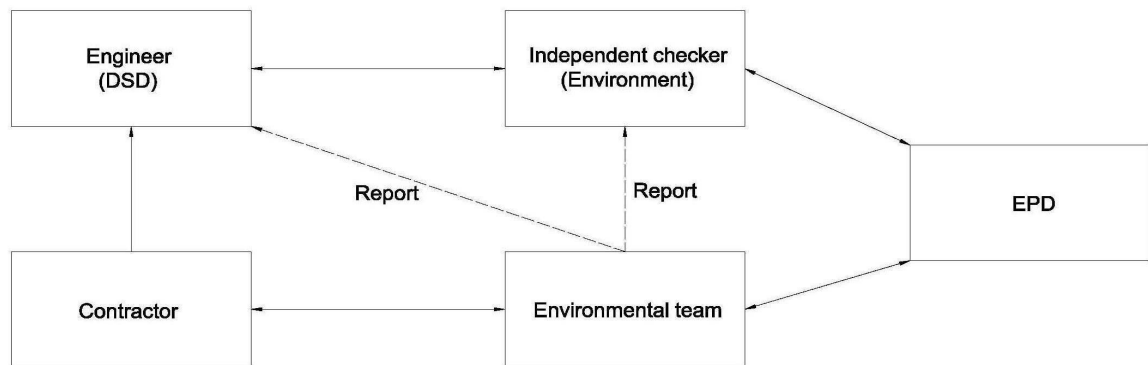 Engineer
(DSD)
Independent checker
(Environment)
Report
Report
EPD
Contractor
Environmental team